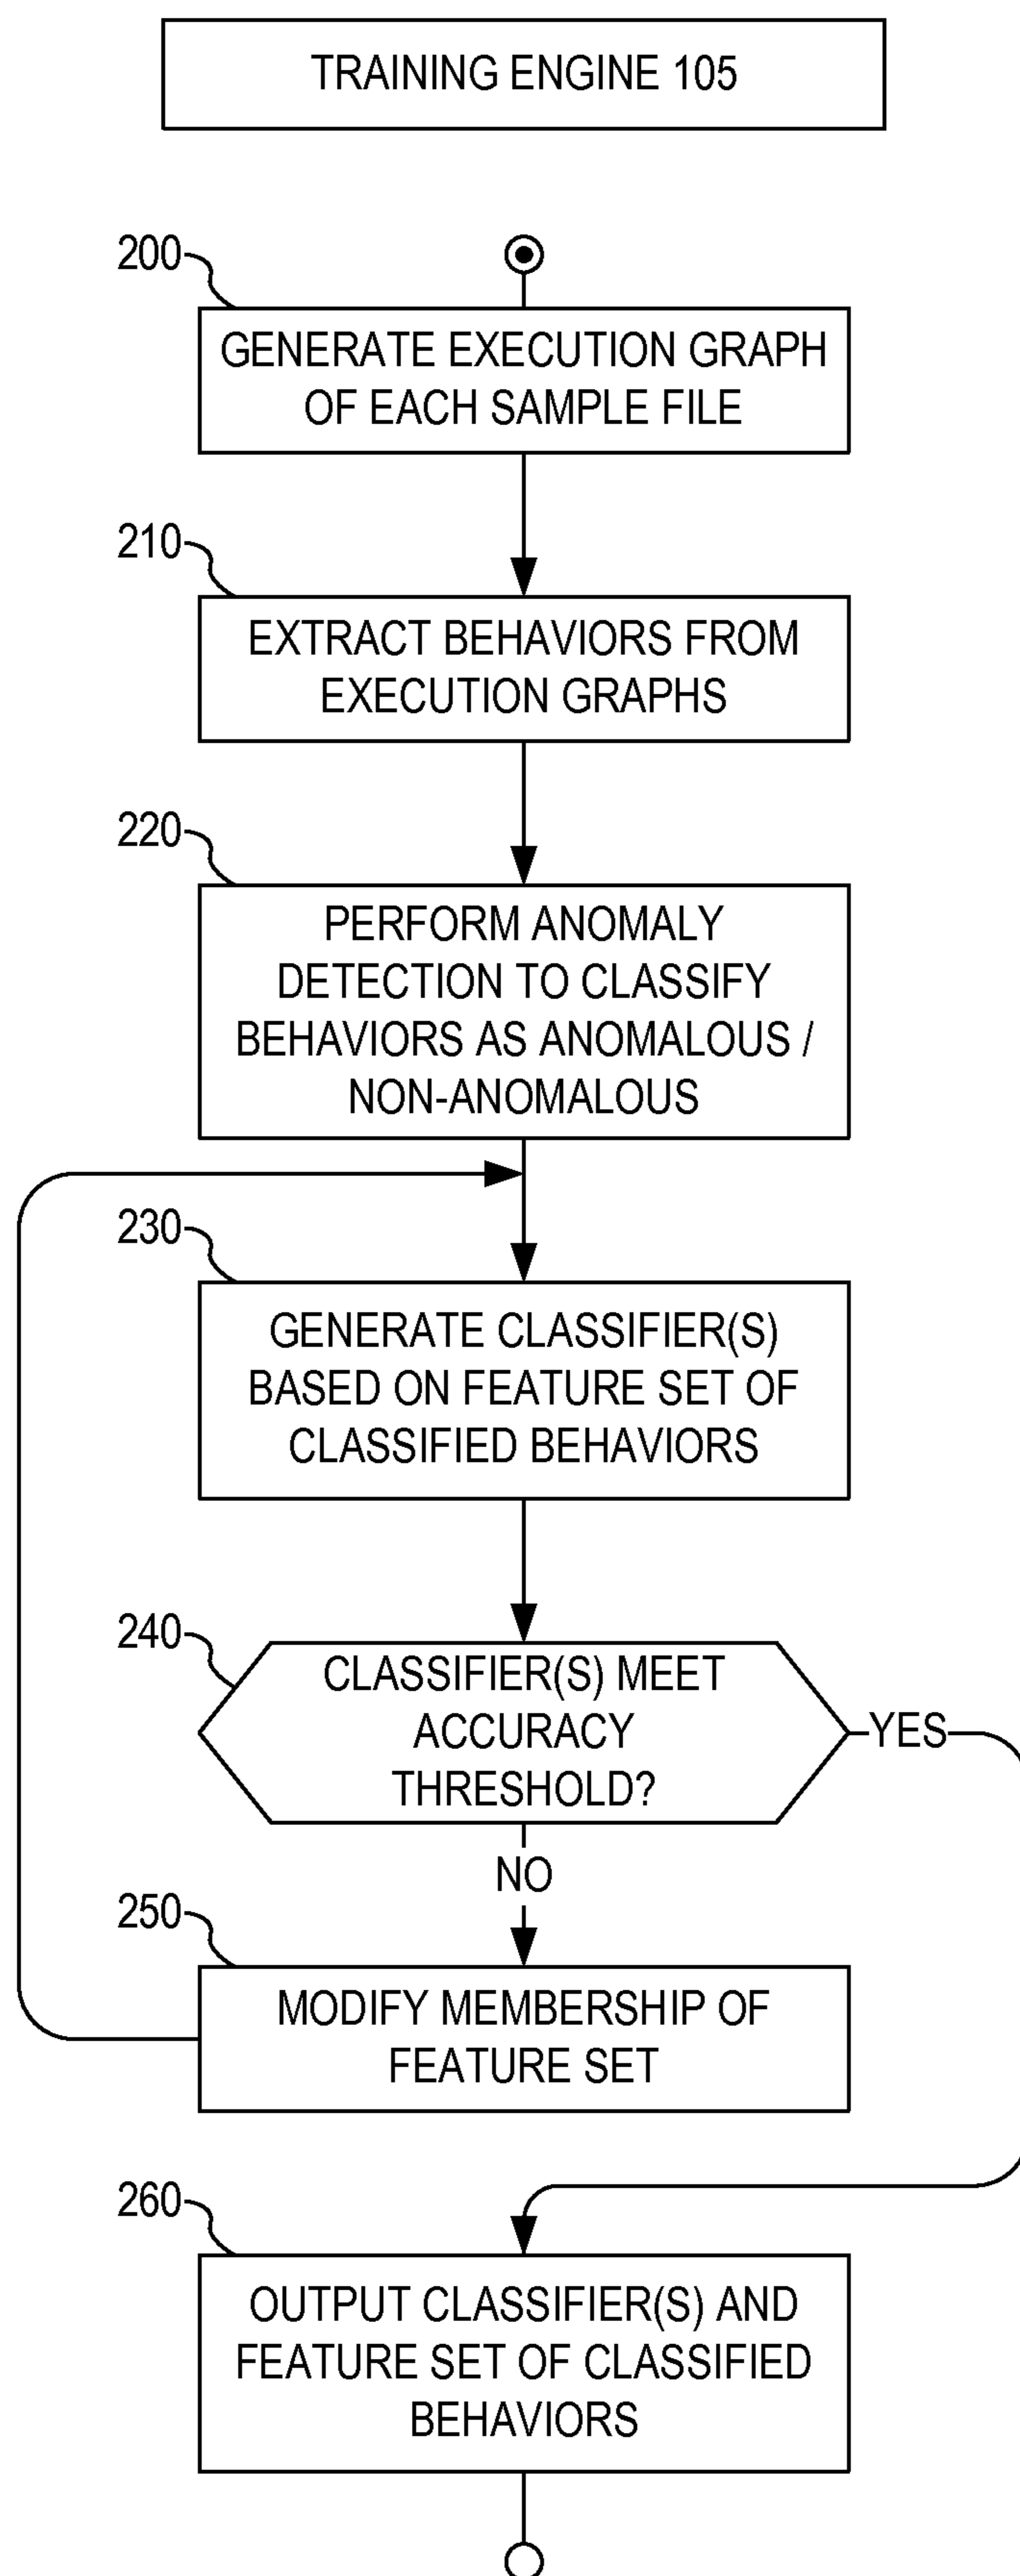 TRAINING ENGINE 105
200
GENERATE EXECUTION GRAPH
OF EACH SAMPLE FILE
210
EXTRACT BEHAVIORS FROM
EXECUTION GRAPHS
220
PERFORM ANOMALY
DETECTION TO CLASSIFY
BEHAVIORS AS ANOMALOUS /
NON-ANOMALOUS
230
GENERATE CLASSIFIER(S)
BASED ON FEATURE SET OF
CLASSIFIED BEHAVIORS
240
CLASSIFIER(S) MEET
ACCURACY
THRESHOLD?
YES
NO
250
MODIFY MEMBERSHIP OF
FEATURE SET
260
OUTPUT CLASSIFIER(S) AND
FEATURE SET OF CLASSIFIED
BEHAVIORS